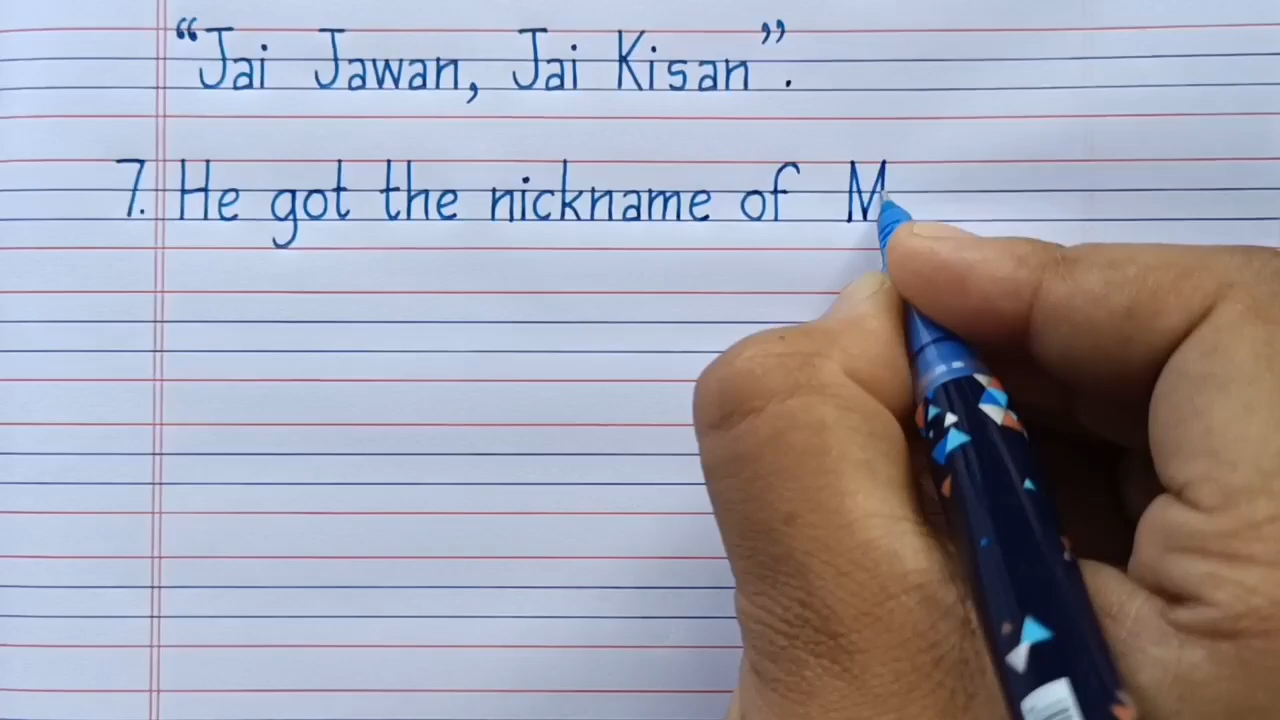 “Jai Jawan, Jai Kisan”.
7. He got the nickname of M